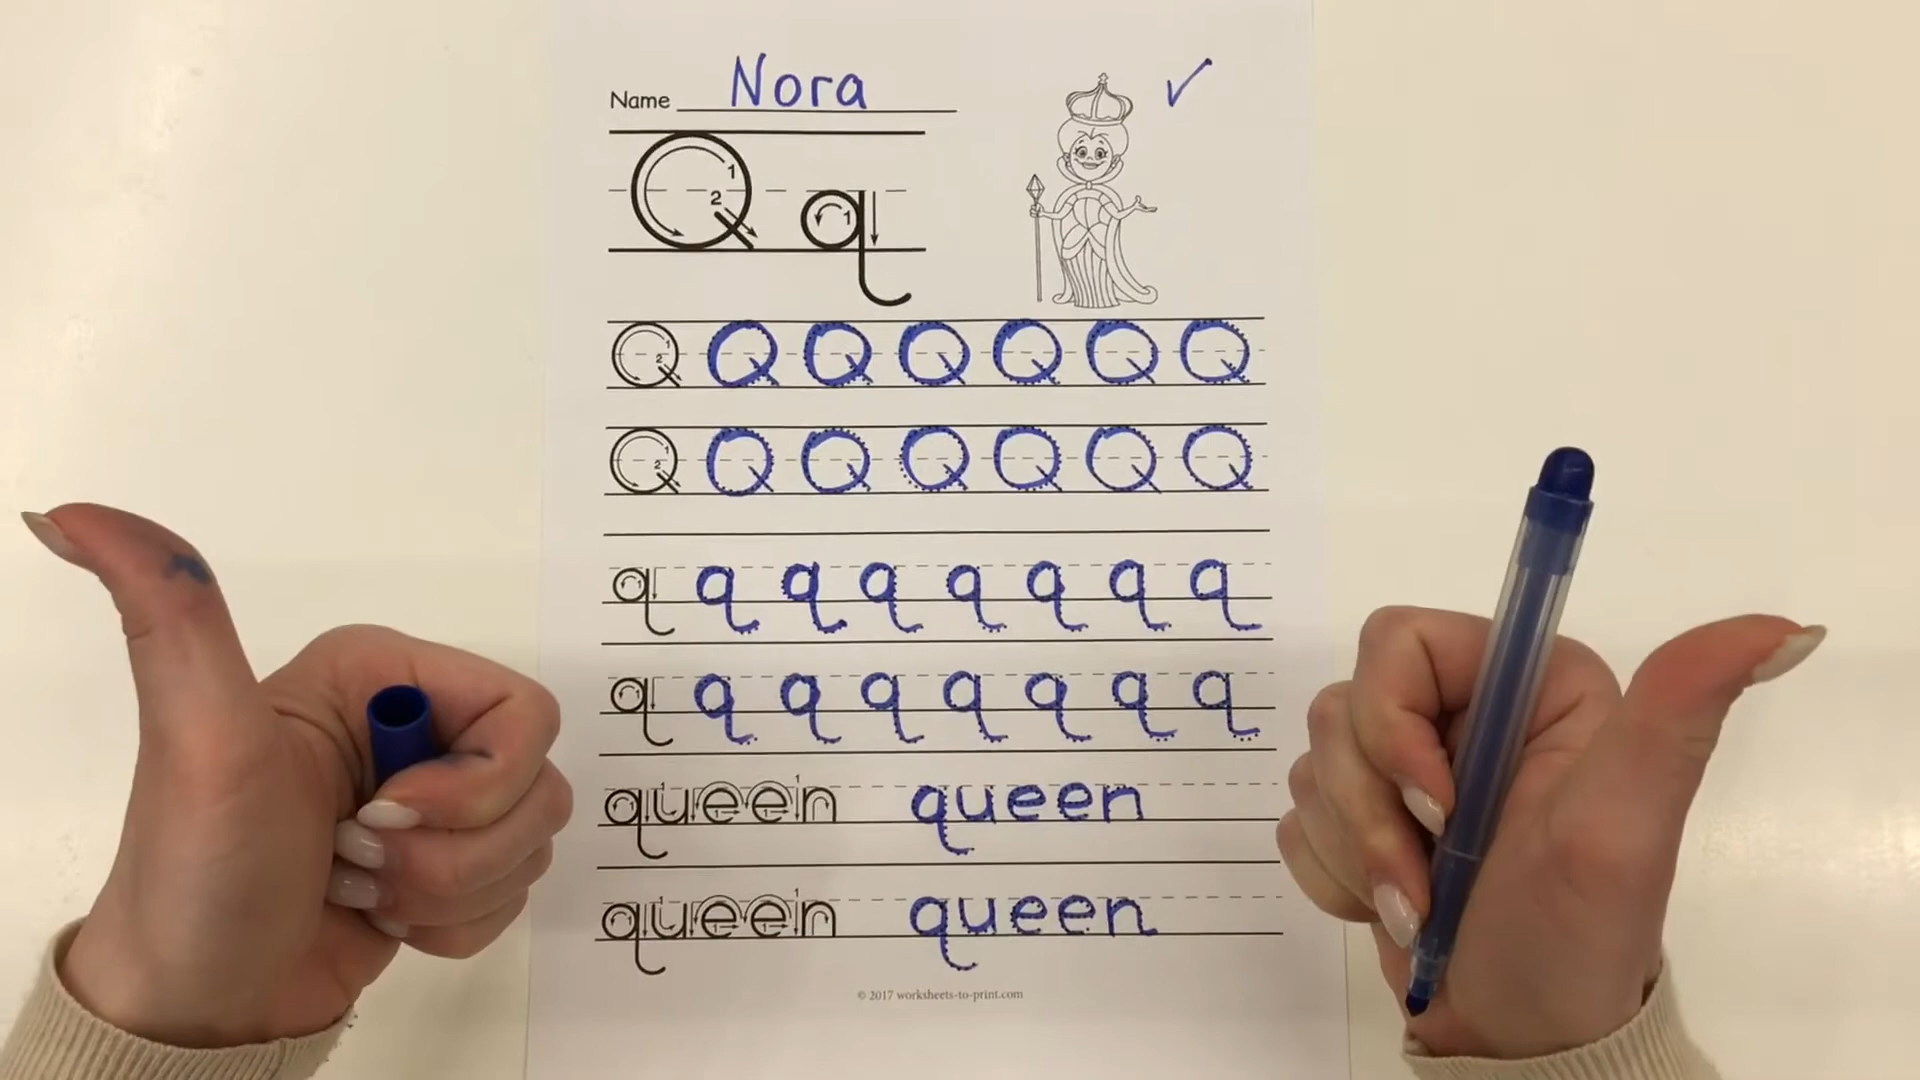 Name Nora ✓
Q q
Q Q Q Q Q Q Q
Q Q Q Q Q Q Q
q q q q q q q q
q q q q q q q q
queen queen
queen queen
© 2017 worksheets-to-print.com